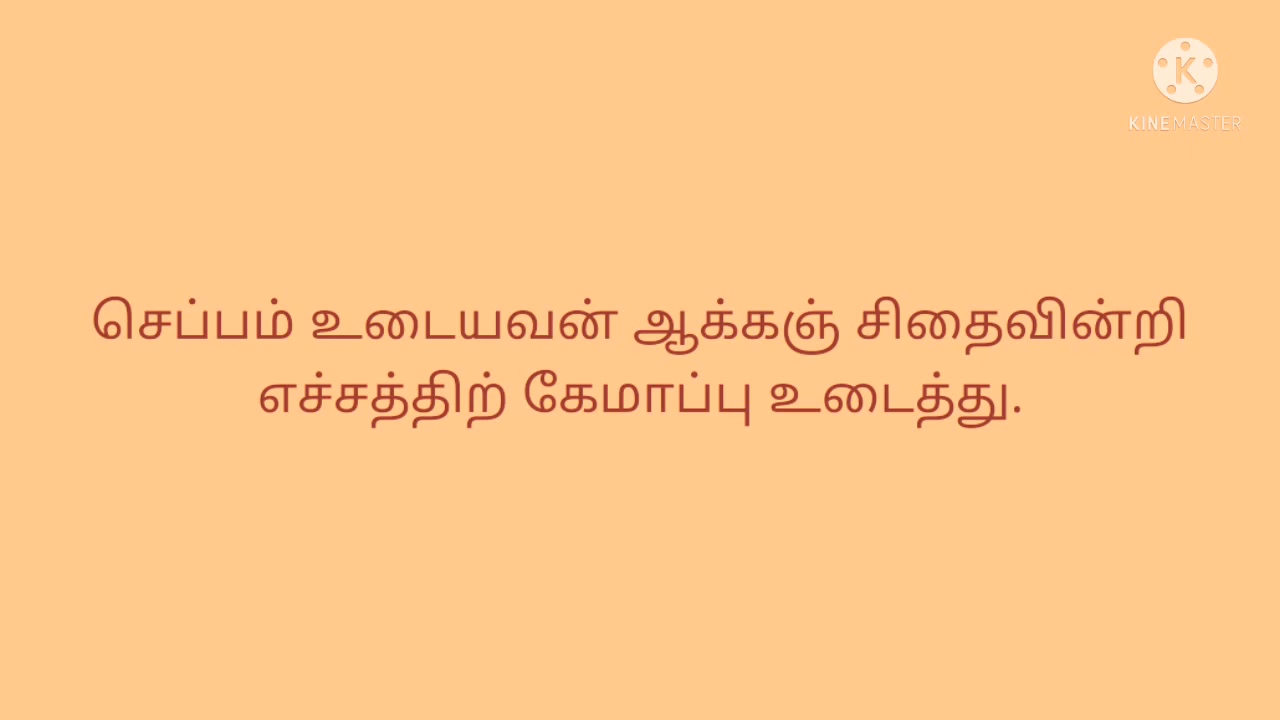 KINEMASTER
செப்பம் உடையவன் ஆக்கஞ் சிதைவின்றி
எச்சத்திற் கேமாப்பு உடைத்து.